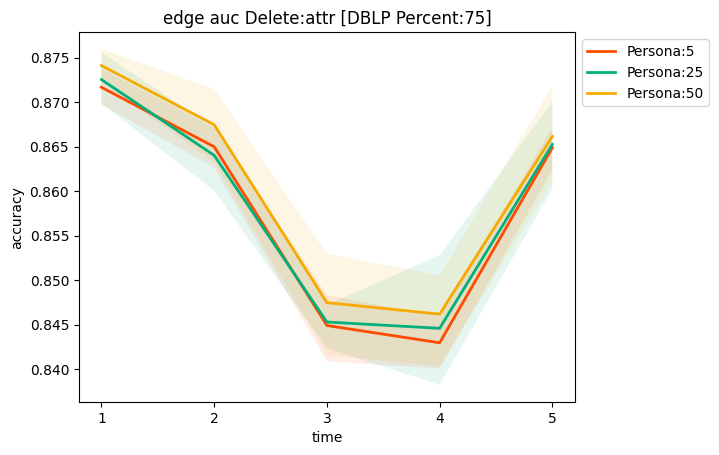 edge auc Delete:attr [DBLP Percent:75]
Persona:5
Persona:25
Persona:50
accuracy
0.875
0.870
0.865
0.860
0.855
0.850
0.845
0.840
1 2 3 4 5
time